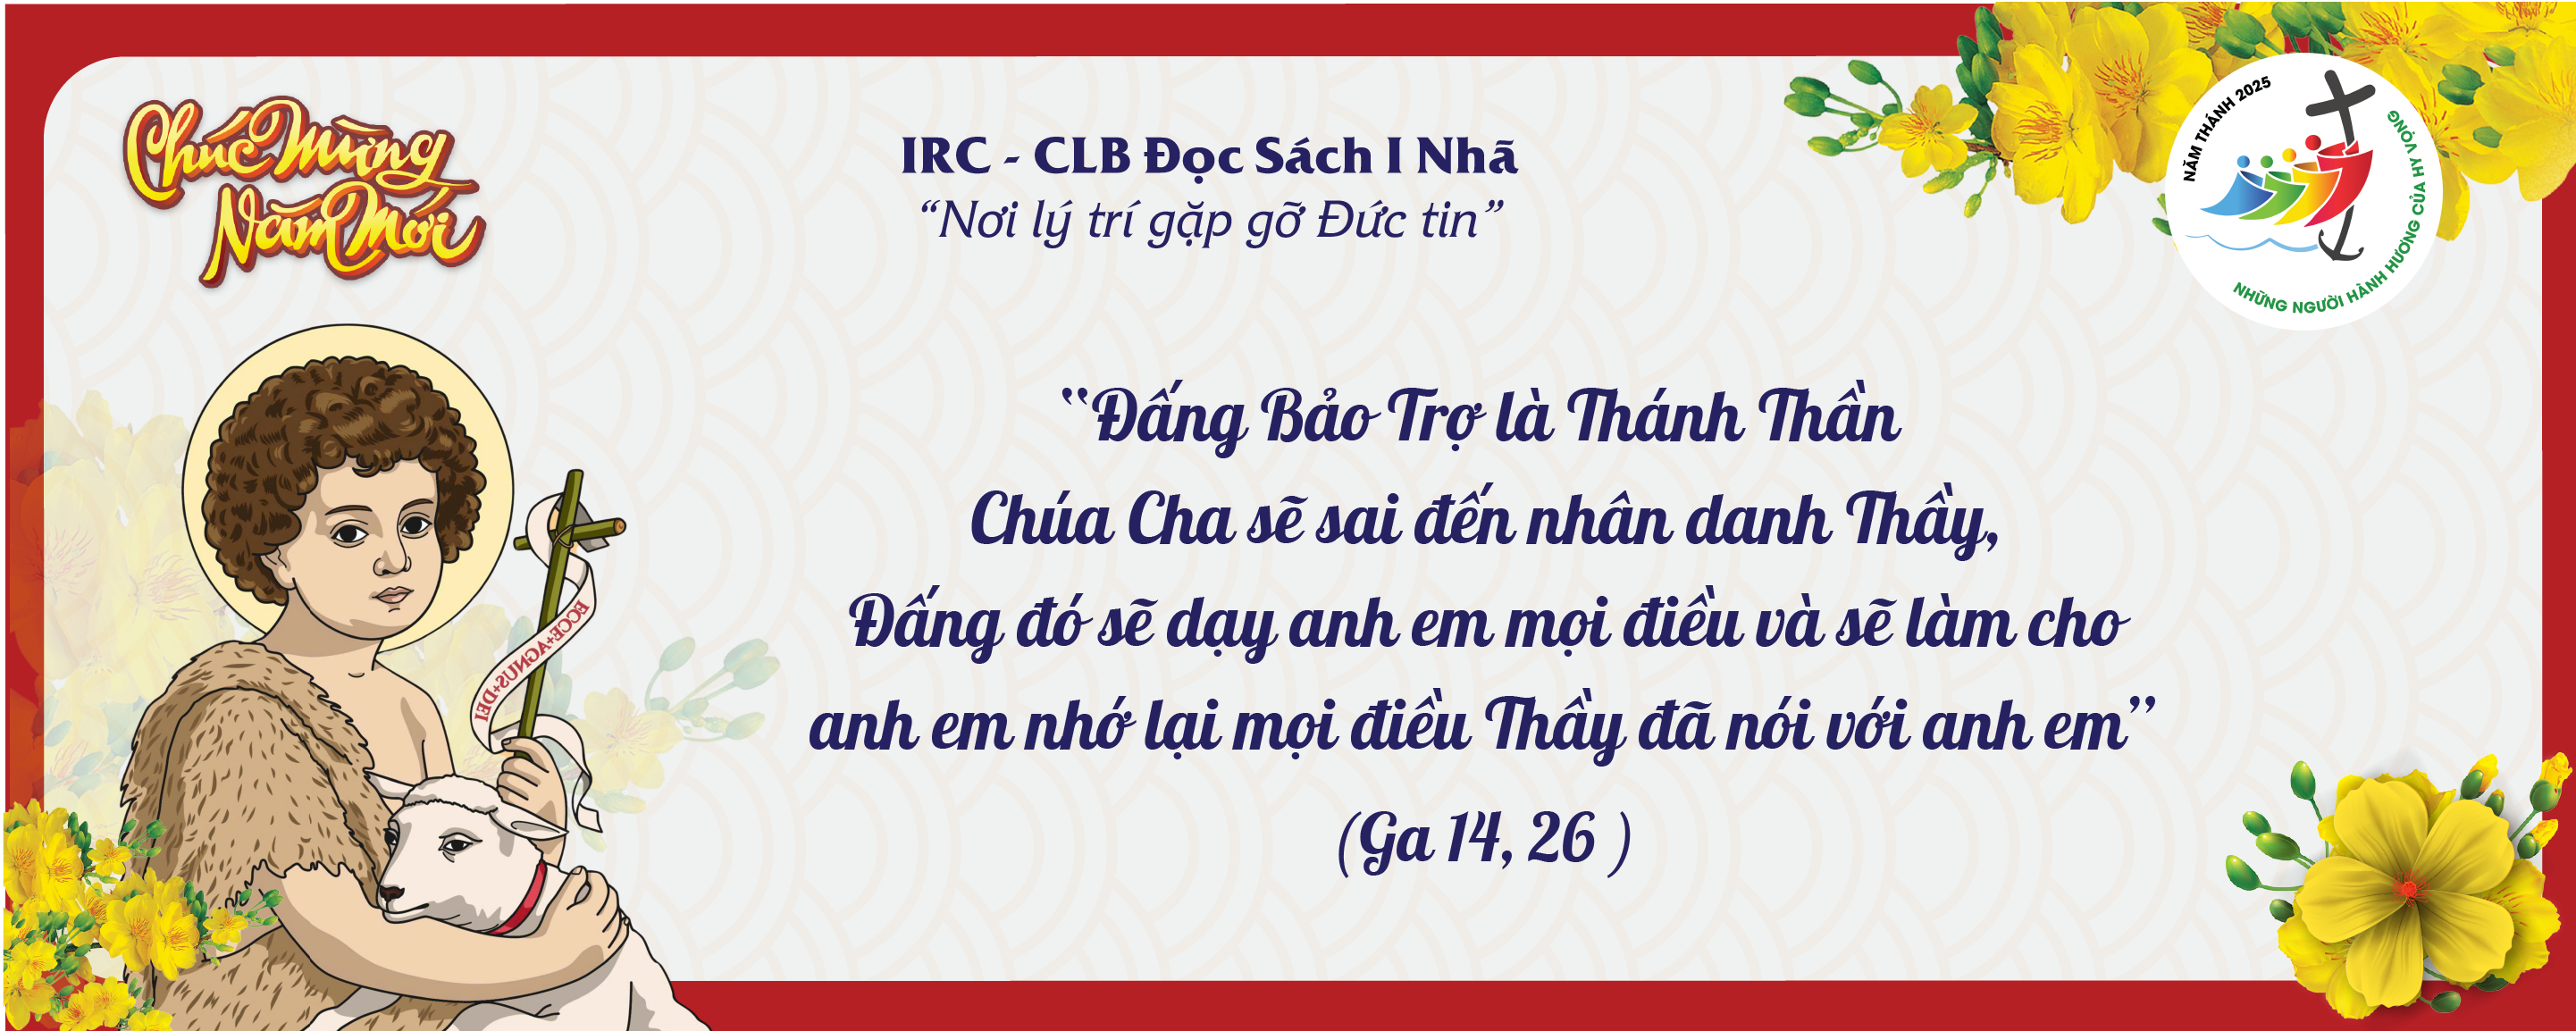 Chúc Mừng
Năm Mới
IRC - CLB Đọc Sách I Nhã
“Nơi lý trí gặp gỡ Đức tin”
NĂM THÁNH 2025
NHỮNG NGƯỜI HÀNH HƯƠNG CỦA HY VỌNG
“Đấng Bảo Trợ là Thánh Thần
Chúa Cha sẽ sai đến nhân danh Thầy,
Đấng đó sẽ dạy anh em mọi điều và sẽ làm cho
anh em nhớ lại mọi điều Thầy đã nói với anh em”
(Ga 14, 26 )
ECCE+AGNUS+DEI